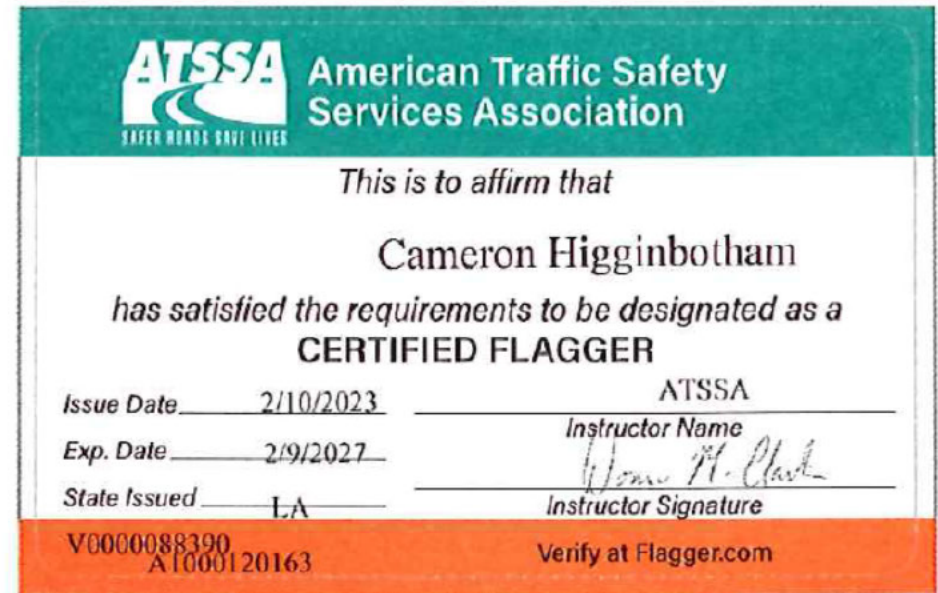 ATSSA
SAFER ROADS SAVE LIVES
American Traffic Safety
Services Association
This is to affirm that
Cameron Higginbotham
has satisfied the requirements to be designated as a
CERTIFIED FLAGGER
Issue Date 2/10/2023
Exp. Date 2/9/2027
State Issued LA
ATSSA
Instructor Name
M. Clark
Instructor Signature
V0000088390
A1000120163
Verify at Flagger.com